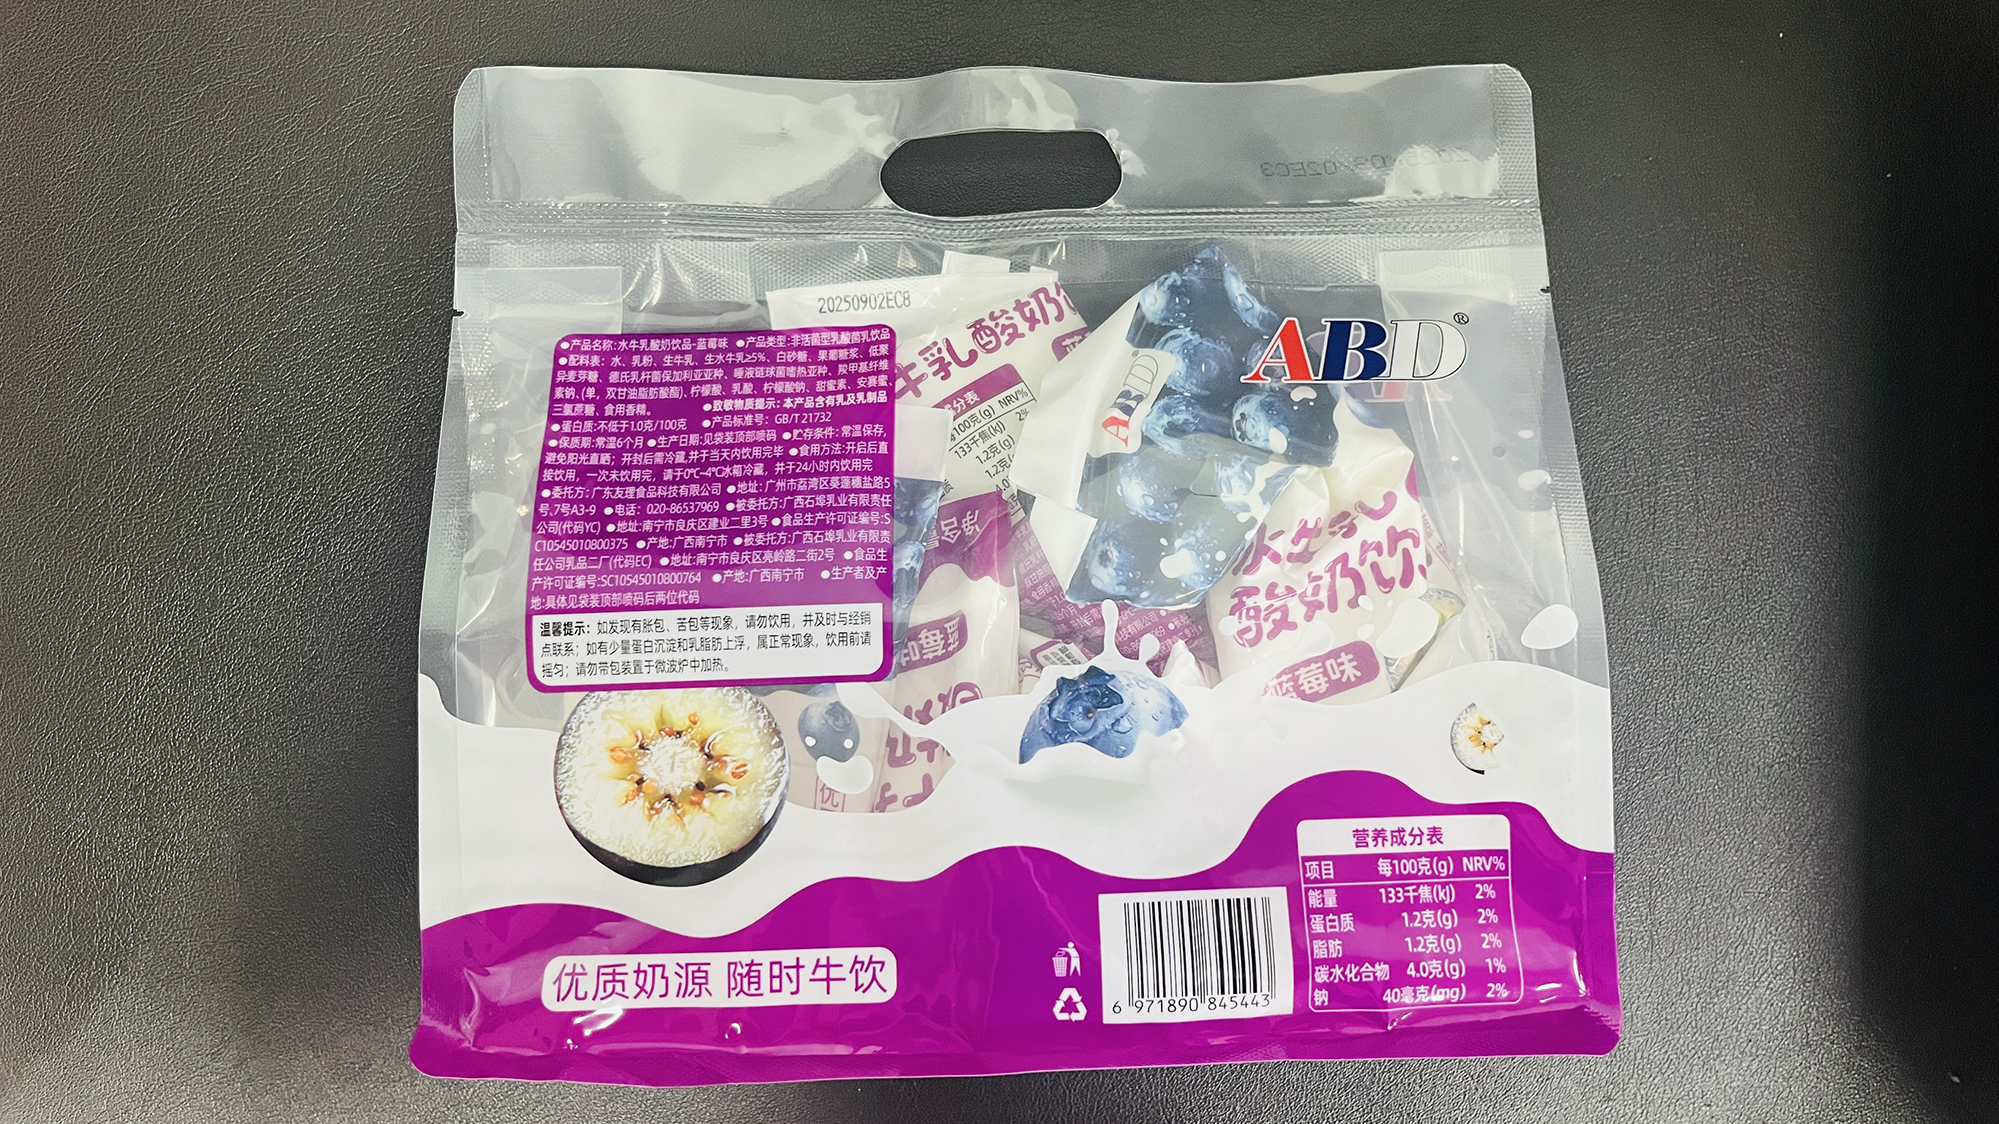 20250902EC8
ABD®
●产品名称:水牛乳酸奶饮品-蓝莓味 ●产品类型:非活菌型乳酸菌乳饮品
●配料表：水、乳粉、生牛乳、生水牛乳≥5%、白砂糖、果葡糖浆、低聚
异麦芽糖、德氏乳杆菌保加利亚亚种、唾液链球菌嗜热亚种、羧甲基纤维
素钠、(单，双甘油脂肪酸酯)、柠檬酸、乳酸、柠檬酸钠、甜蜜素、安赛蜜、
三氯蔗糖、食用香精。 ●致敏物质提示：本产品含有乳及乳制品
●蛋白质:不低于1.0克/100克 ●产品标准号：GB/T 21732
●保质期:常温6个月 ●生产日期:见袋装顶部喷码 ●贮存条件:常温保存,
避免阳光直晒；开封后需冷藏,并于当天内饮用完毕 ●食用方法:开启后直
接饮用，一次未饮用完，请于0℃~4℃冰箱冷藏，并于24小时内饮用完
●委托方:广东友理食品科技有限公司 ●地址:广州市荔湾区葵蓬穗盐路5
号､7号A3-9 ●电话：020-86537969 ●被委托方:广西石埠乳业有限责任
公司(代码YC) ●地址:南宁市良庆区建业二里3号 ●食品生产许可证编号:S
C10545010800375 ●产地:广西南宁市 ●被委托方:广西石埠乳业有限责
任公司乳品二厂(代码EC) ●地址:南宁市良庆区亮岭路二街2号 ●食品生
产许可证编号:SC10545010800764 ●产地:广西南宁市 ●生产者及产
地:具体见袋装顶部喷码后两位代码
温馨提示：如发现有胀包、苦包等现象，请勿饮用，并及时与经销
点联系；如有少量蛋白沉淀和乳脂肪上浮，属正常现象，饮用前请
摇匀；请勿带包装置于微波炉中加热。
牛乳酸奶饮
每100克(g) NRV%
133千焦(kJ) 2%
1.2克(g)
1.2克
ABD
酸奶饮
蓝莓味
优质奶源 随时牛饮
6 971890 845443
营养成分表
项目 每100克(g) NRV%
能量 133千焦(kJ) 2%
蛋白质 1.2克(g) 2%
脂肪 1.2克(g) 2%
碳水化合物 4.0克(g) 1%
钠 40毫克(mg) 2%